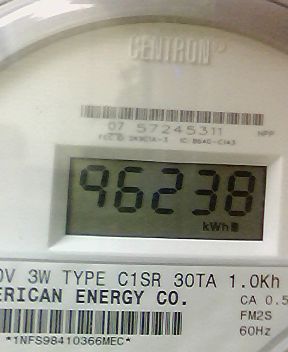 CENTRON
07 57245311 NPP
96238
kWh
0V 3W TYPE C1SR 30TA 1.0Kh
ERICAN ENERGY CO.
CA 0.5
FM2S
60Hz
*1NFS98410366MEC*